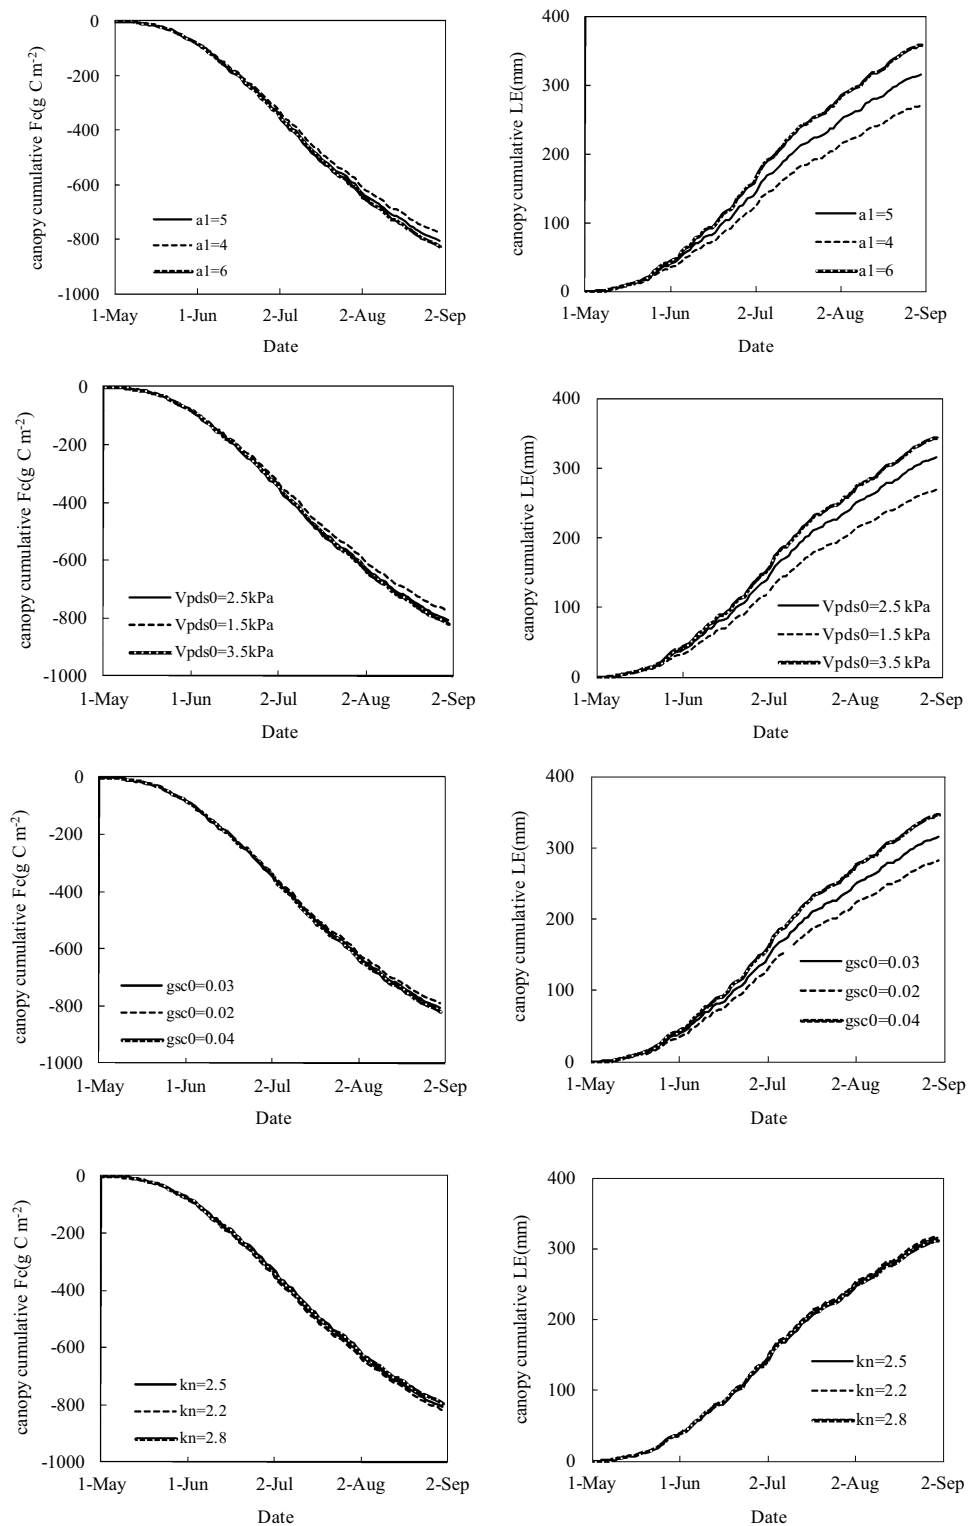 canopy cumulative Fc(g C m-2)
0
-200
-400
-600
-800
-1000
a1=5
a1=4
a1=6
1-May 1-Jun 2-Jul 2-Aug 2-Sep
Date
canopy cumulative LE(mm)
400
300
200
100
0
a1=5
a1=4
a1=6
1-May 1-Jun 2-Jul 2-Aug 2-Sep
Date
canopy cumulative Fc(g C m-2)
0
-200
-400
-600
-800
-1000
Vpds0=2.5kPa
Vpds0=1.5kPa
Vpds0=3.5kPa
1-May 1-Jun 2-Jul 2-Aug 2-Sep
Date
canopy cumulative LE(mm)
400
300
200
100
0
Vpds0=2.5 kPa
Vpds0=1.5 kPa
Vpds0=3.5 kPa
1-May 1-Jun 2-Jul 2-Aug 2-Sep
Date
canopy cumulative Fc(g C m-2)
0
-200
-400
-600
-800
-1000
gsc0=0.03
gsc0=0.02
gsc0=0.04
1-May 1-Jun 2-Jul 2-Aug 2-Sep
Date
canopy cumulative LE(mm)
400
300
200
100
0
gsc0=0.03
gsc0=0.02
gsc0=0.04
1-May 1-Jun 2-Jul 2-Aug 2-Sep
Date
canopy cumulative Fc(g C m-2)
0
-200
-400
-600
-800
-1000
kn=2.5
kn=2.2
kn=2.8
1-May 1-Jun 2-Jul 2-Aug 2-Sep
Date
canopy cumulative LE(mm)
400
300
200
100
0
kn=2.5
kn=2.2
kn=2.8
1-May 1-Jun 2-Jul 2-Aug 2-Sep
Date